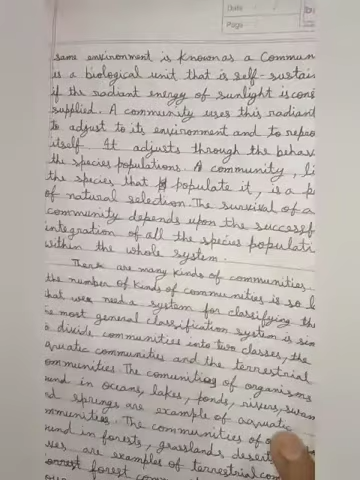 Date
Page
same environment is known as a Commun
is a biological unit that is self-sustain
if the radiant energy of sunlight is cons
supplied. A community uses this radiant
to adjust to its environment and to repro
itself. It adjusts through the behav
the species populations. A community, li
the species that populate it, is a p
of natural selection. The survival of a
community depends upon the successf
integration of all the species populati
within the whole system.
There are many kinds of communities.
the number of kinds of communities is so l
that we need a system for classifying the
most general classification system is sim
divide communities into two classes, the
aquatic communities and the terrestrial
ommunities. The comunities of organisms
und in oceans, lakes, ponds, rivers, swam
d springs are example of aquatic
mmunities. The communities of
und in forests, grasslands, desert
are examples of terrestrial com
forest com